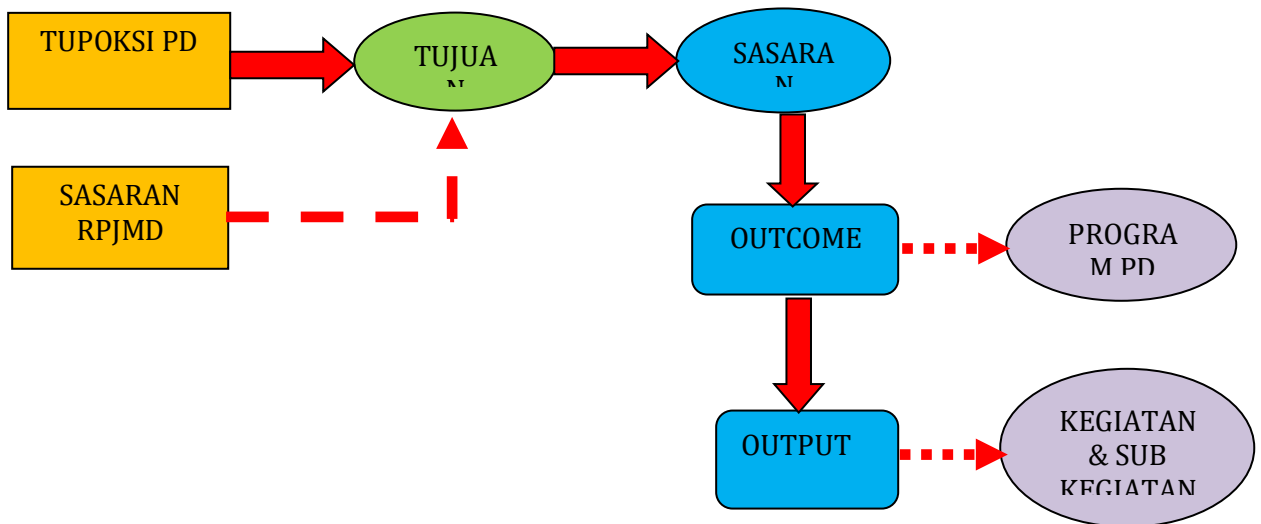 TUPOKSI PD
TUJUA
N
SASARA
N
SASARAN
RPJMD
OUTCOME
PROGRA
M PD
OUTPUT
KEGIATAN
& SUB
KEGIATAN